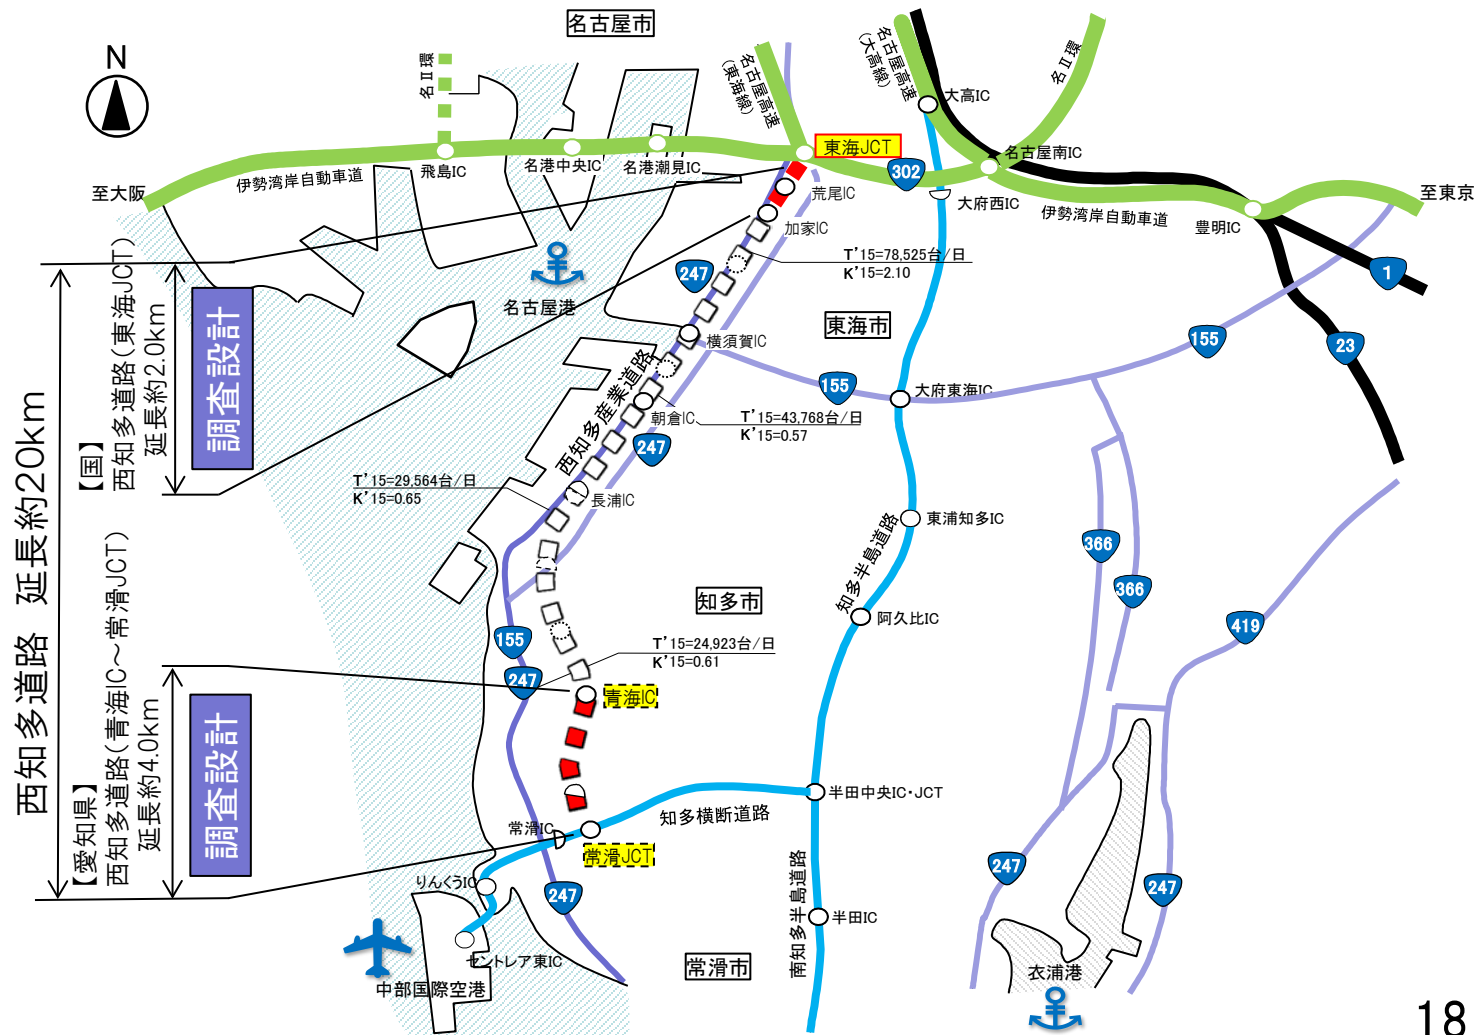 名古屋市
N
名Ⅱ環
名古屋高速
(東海線)
名古屋高速
(大高線)
名Ⅱ環
大高IC
東海JCT
名古屋南IC
飛島IC
名港中央IC
名港潮見IC
伊勢湾岸自動車道
至大阪
302
荒尾IC
大府西IC
伊勢湾岸自動車道
至東京
加家IC
豊明IC
T'15=78,525台/日
K'15=2.10
247
1
名古屋港
東海市
155
23
横須賀IC
155
大府東海IC
西知多産業道路
朝倉IC
T'15=43,768台/日
K'15=0.57
247
T'15=29,564台/日
K'15=0.65
長浦IC
東浦知多IC
知多半島道路
366
366
知多市
阿久比IC
419
155
T'15=24,923台/日
K'15=0.61
247
青海IC
半田中央IC・JCT
知多横断道路
常滑IC
常滑JCT
りんくうIC
247
247
247
南知多半島道路
半田IC
セントレア東IC
中部国際空港
常滑市
衣浦港
西知多道路 延長約20km
【国】
西知多道路(東海JCT)
延長約2.0km
調査設計
【愛知県】
西知多道路(青海IC～常滑JCT)
延長約4.0km
調査設計
18